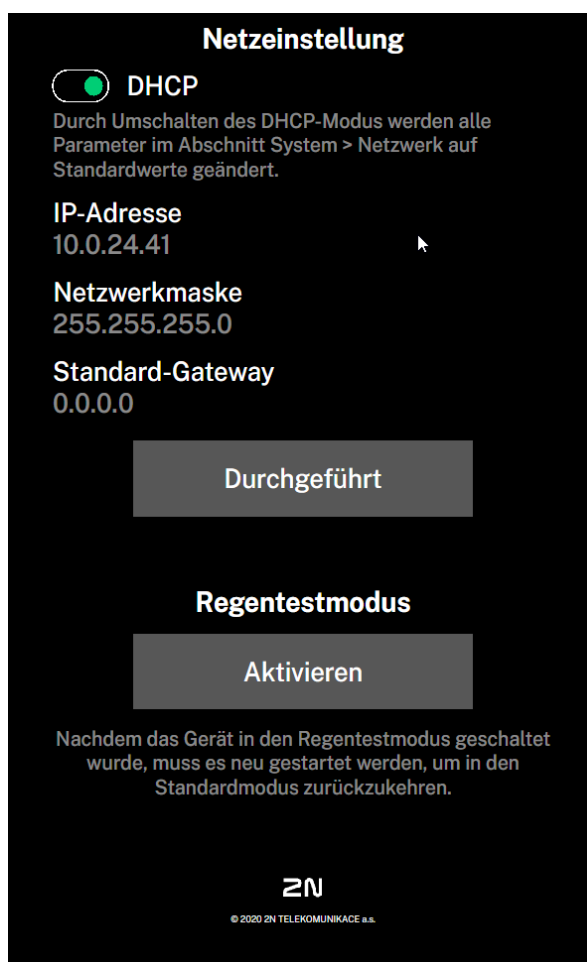 Netzeinstellung
DHCP
Durch Umschalten des DHCP-Modus werden alle
Parameter im Abschnitt System > Netzwerk auf
Standardwerte geändert.
IP-Adresse
10.0.24.41
Netzwerkmaske
255.255.255.0
Standard-Gateway
0.0.0.0
Durchgeführt
Regentestmodus
Aktivieren
Nachdem das Gerät in den Regentestmodus geschaltet
wurde, muss es neu gestartet werden, um in den
Standardmodus zurückzukehren.
2N
© 2020 2N TELEKOMUNIKACE a.s.